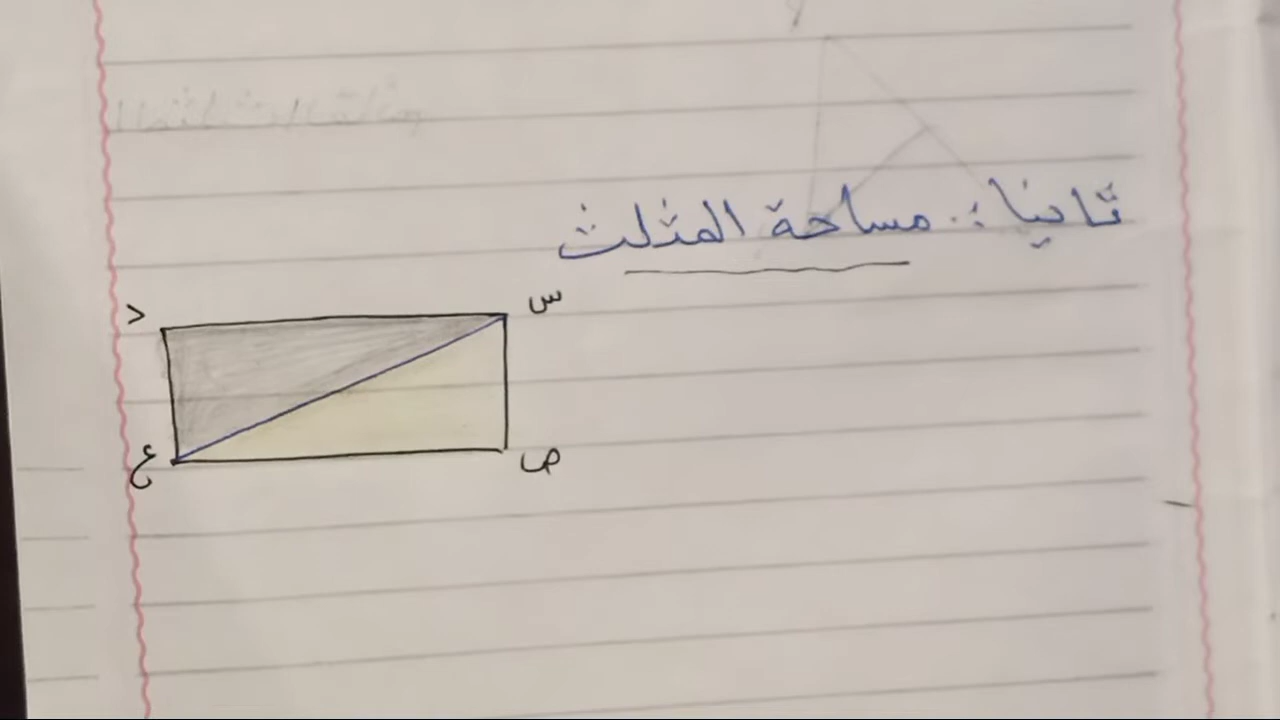 ثانيا: مساحة المثلث
س
د
ص
ع